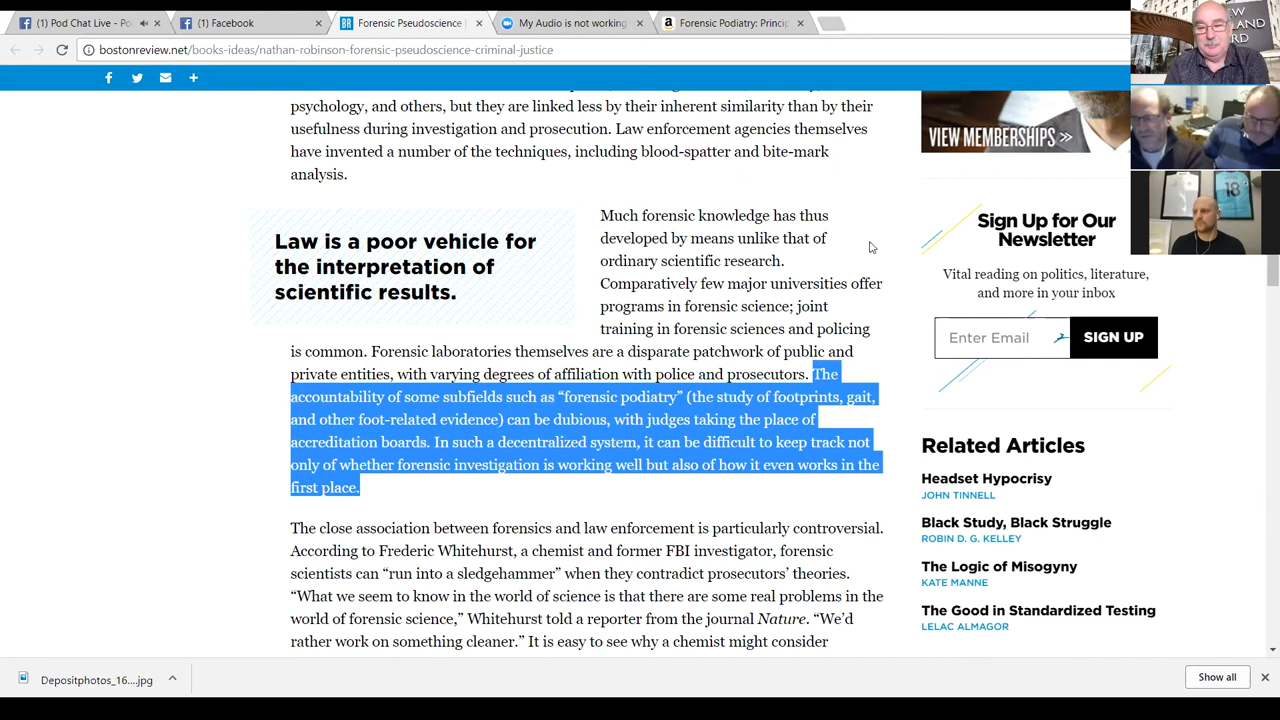 (1) Pod Chat Live - Po
(1) Facebook
Forensic Pseudoscience
My Audio is not working
Forensic Podiatry: Princip
bostonreview.net/books-ideas/nathan-robinson-forensic-pseudoscience-criminal-justice
psychology, and others, but they are linked less by their inherent similarity than by their
usefulness during investigation and prosecution. Law enforcement agencies themselves
have invented a number of the techniques, including blood-spatter and bite-mark
analysis.
Law is a poor vehicle for
the interpretation of
scientific results.
Much forensic knowledge has thus
developed by means unlike that of
ordinary scientific research.
Comparatively few major universities offer
programs in forensic science; joint
training in forensic sciences and policing
is common. Forensic laboratories themselves are a disparate patchwork of public and
private entities, with varying degrees of affiliation with police and prosecutors. The
accountability of some subfields such as “forensic podiatry” (the study of footprints, gait,
and other foot-related evidence) can be dubious, with judges taking the place of
accreditation boards. In such a decentralized system, it can be difficult to keep track not
only of whether forensic investigation is working well but also of how it even works in the
first place.
The close association between forensics and law enforcement is particularly controversial.
According to Frederic Whitehurst, a chemist and former FBI investigator, forensic
scientists can “run into a sledgehammer” when they contradict prosecutors’ theories.
“What we seem to know in the world of science is that there are some real problems in the
world of forensic science,” Whitehurst told a reporter from the journal Nature. “We’d
rather work on something cleaner.” It is easy to see why a chemist might consider
VIEW MEMBERSHIPS »
Sign Up for Our
Newsletter
Vital reading on politics, literature,
and more in your inbox
Enter Email
SIGN UP
Related Articles
Headset Hypocrisy
JOHN TINNELL
Black Study, Black Struggle
ROBIN D. G. KELLEY
The Logic of Misogyny
KATE MANNE
The Good in Standardized Testing
LELAC ALMAGOR
18
Depositphotos_16....jpg
Show all